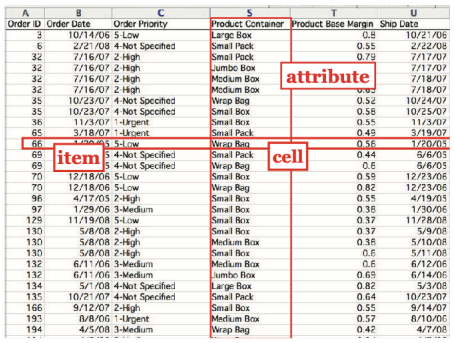 A B C S T U
Order ID Order Date Order Priority Product Container Product Base Margin Ship Date
3 10/14/06 5-Low Large Box 0.8 10/21/06
6 2/21/08 4-Not Specified Small Pack 0.55 2/22/08
32 7/16/07 2-High Small Pack 0.79 7/17/07
32 7/16/07 2-High Jumbo Box 7/17/07
32 7/16/07 2-High Medium Box attribute 7/18/07
32 7/16/07 2-High Medium Box 7/18/07
35 10/23/07 4-Not Specified Wrap Bag 0.52 10/24/07
35 10/23/07 4-Not Specified Small Box 0.58 10/25/07
36 11/3/07 1-Urgent Small Box 0.55 11/3/07
65 3/18/07 1-Urgent Small Pack 0.49 3/19/07
66 1/20/05 5-Low Wrap Bag 0.56 1/20/05
69 item 4-Not Specified Small Pack cell 0.44 6/6/05
69 4-Not Specified Wrap Bag 0.6 6/6/05
70 12/18/06 5-Low Small Box 0.59 12/23/06
70 12/18/06 5-Low Wrap Bag 0.82 12/23/06
96 4/17/05 2-High Small Box 0.55 4/19/05
97 1/29/06 3-Medium Small Box 0.38 1/30/06
129 11/19/08 5-Low Small Box 0.37 11/28/08
130 5/8/08 2-High Small Box 0.37 5/9/08
130 5/8/08 2-High Medium Box 0.38 5/10/08
130 5/8/08 2-High Small Box 0.6 5/11/08
132 6/11/06 3-Medium Medium Box 0.6 6/12/06
132 6/11/06 3-Medium Jumbo Box 0.69 6/14/06
134 5/1/08 4-Not Specified Large Box 0.82 5/3/08
135 10/21/07 4-Not Specified Small Pack 0.64 10/23/07
166 9/12/07 2-High Small Box 0.55 9/14/07
193 8/8/06 1-Urgent Medium Box 0.57 8/10/06
194 4/5/08 3-Medium Wrap Bag 0.42 4/7/08